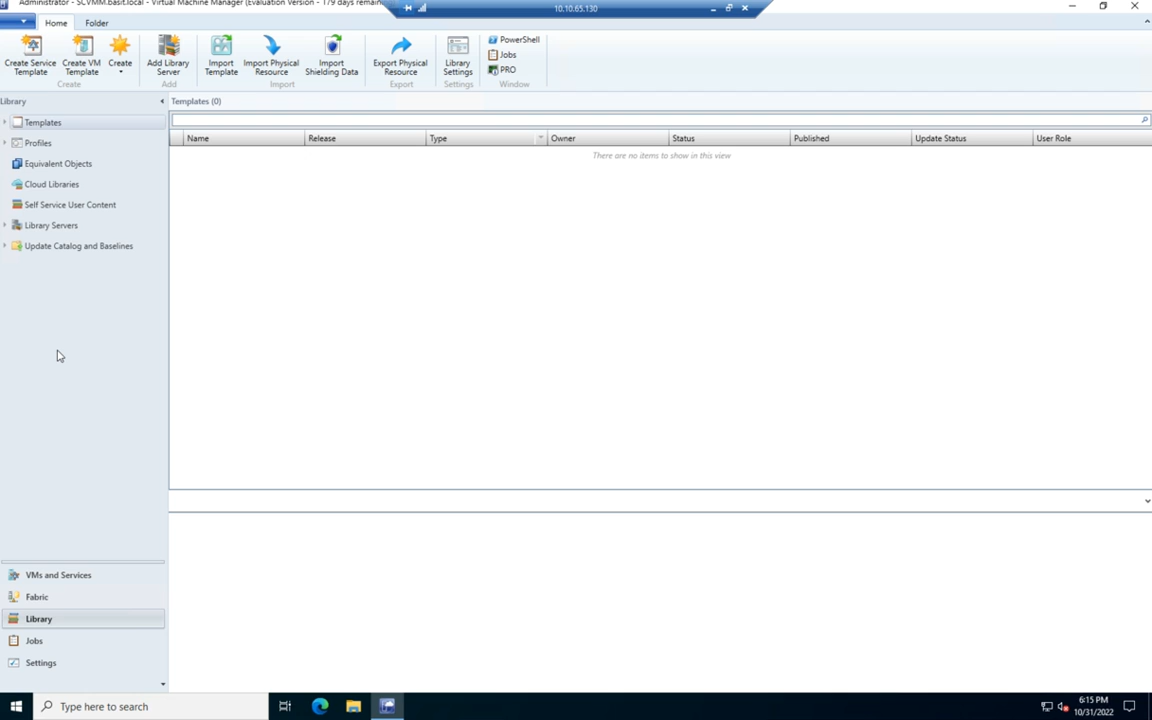 Administrator - SCVMM.basit.local - Virtual Machine Manager (Evaluation Version - 179 days remain
10.10.65.130
Home
Folder
Create Service Template
Create VM Template
Create
Add Library Server
Import Template
Import Physical Resource
Import Shielding Data
Export Physical Resource
Library Settings
PowerShell
Jobs
PRO
Create
Add
Import
Export
Settings
Window
Library
Templates (0)
Templates
Profiles
Equivalent Objects
Cloud Libraries
Self Service User Content
Library Servers
Update Catalog and Baselines
Name
Release
Type
Owner
Status
Published
Update Status
User Role
There are no items to show in this view
VMs and Services
Fabric
Library
Jobs
Settings
Type here to search
6:15 PM
10/31/2022